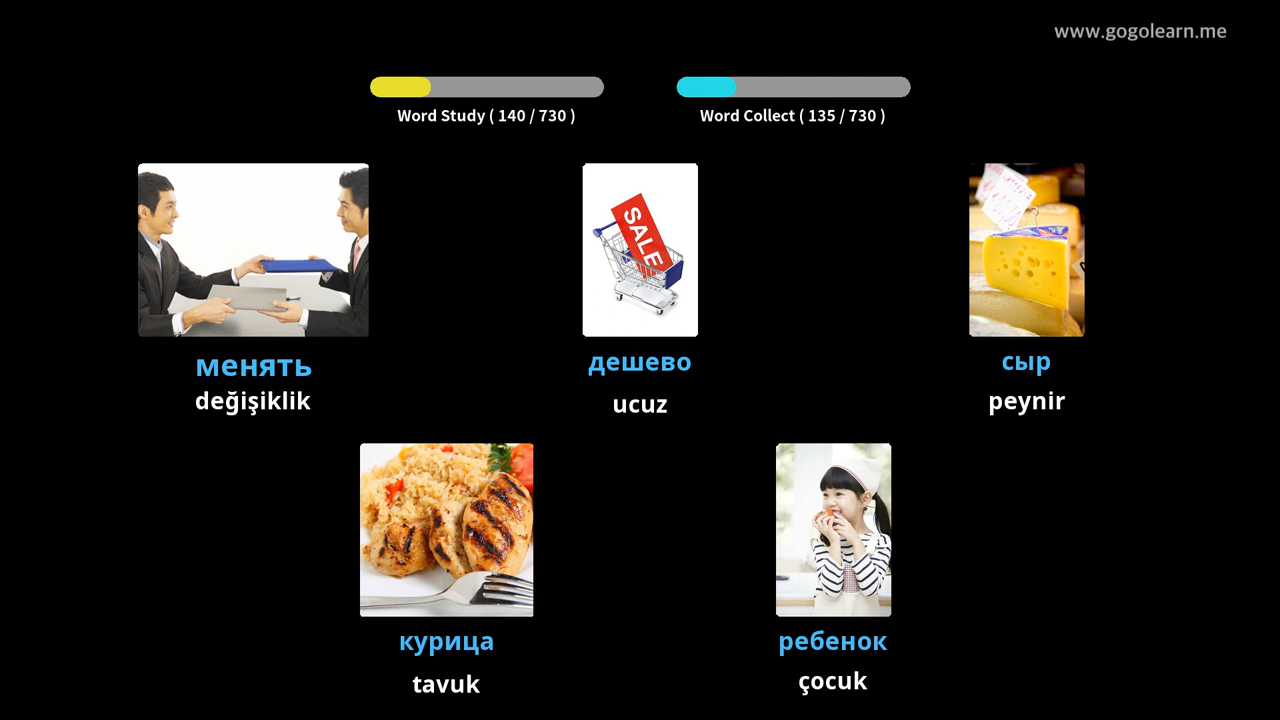 www.gogolearn.me
Word Study ( 140 / 730 )
Word Collect ( 135 / 730 )
SALE
менять
değişiklik
дешево
ucuz
сыр
peynir
курица
tavuk
ребенок
çocuk